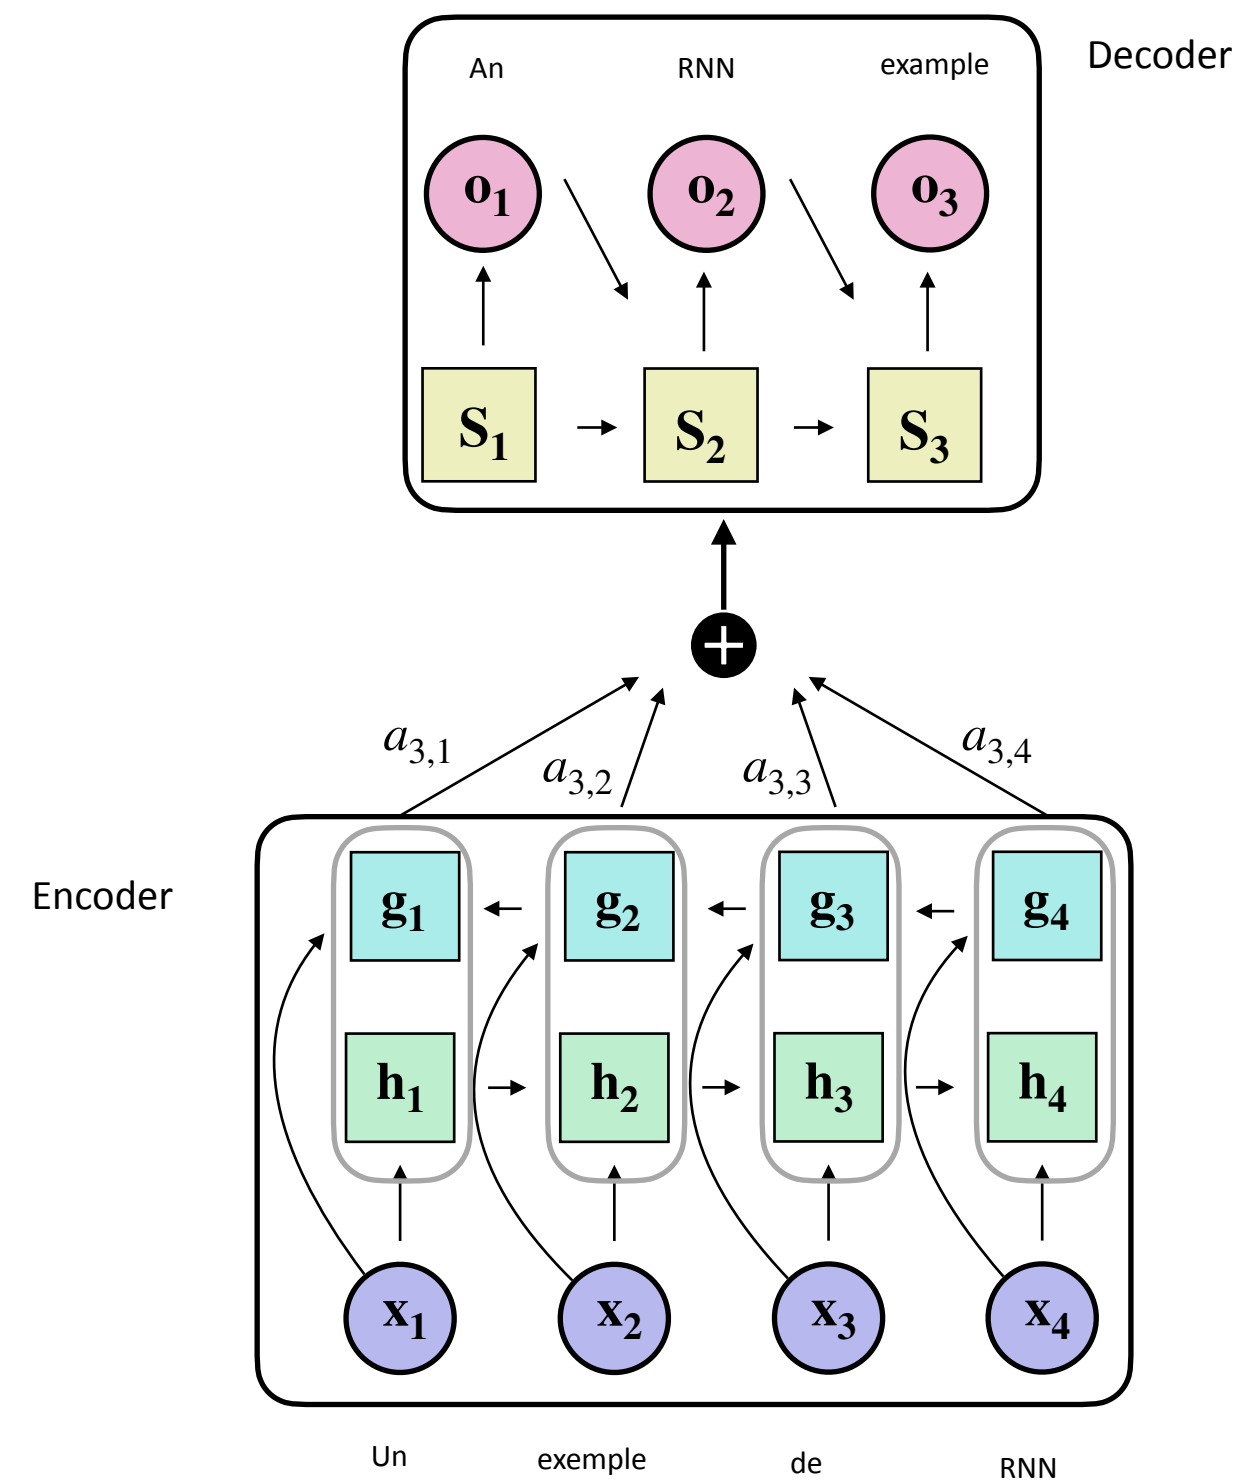 Decoder
An RNN example
o1 o2 o3
S1 S2 S3
+
a3,1 a3,2 a3,3 a3,4
Encoder
g1 g2 g3 g4
h1 h2 h3 h4
x1 x2 x3 x4
Un exemple de RNN